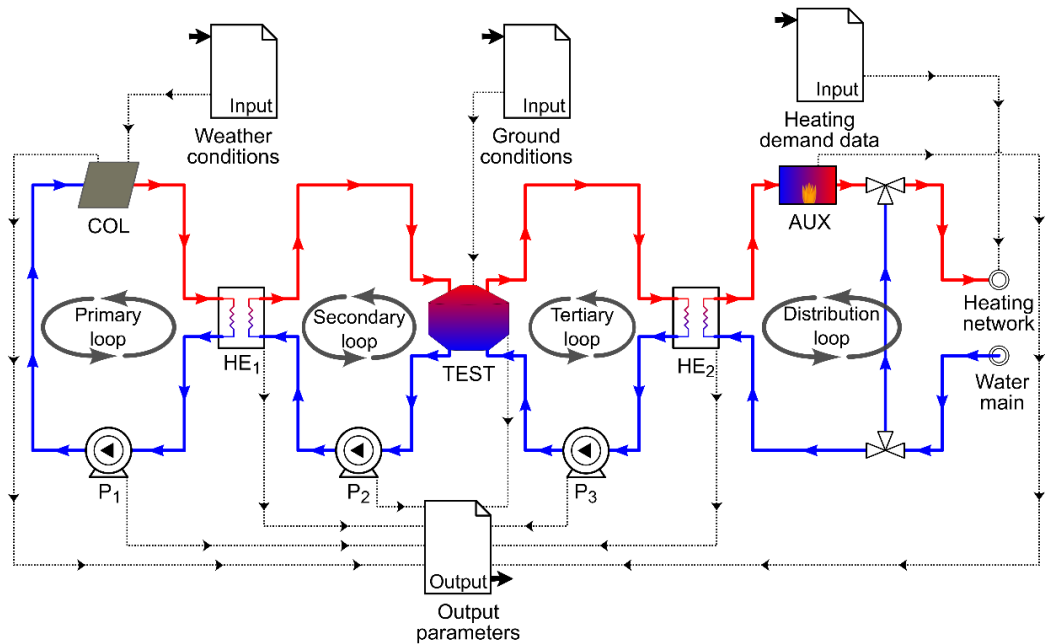 Input
Weather
conditions
Input
Ground
conditions
Input
Heating
demand data
COL
AUX
Primary
loop
HE1
Secondary
loop
TEST
Tertiary
loop
HE2
Distribution
loop
Heating
network
Water
main
P1
P2
P3
Output
Output
parameters